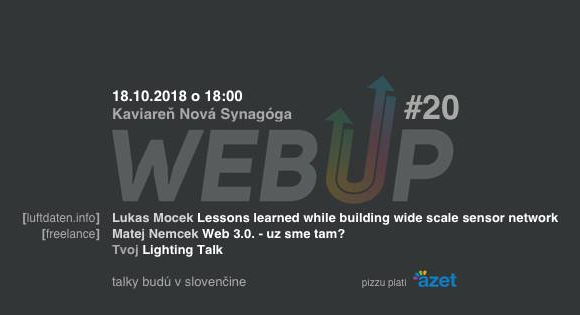 18.10.2018 o 18:00
Kaviareň Nová Synagóga
#20
WEBUP
[luftdaten.info] Lukas Mocek Lessons learned while building wide scale sensor network
[freelance] Matej Nemcek Web 3.0. - uz sme tam?
Tvoj Lighting Talk
talky budú v slovenčine
pizzu plati azet